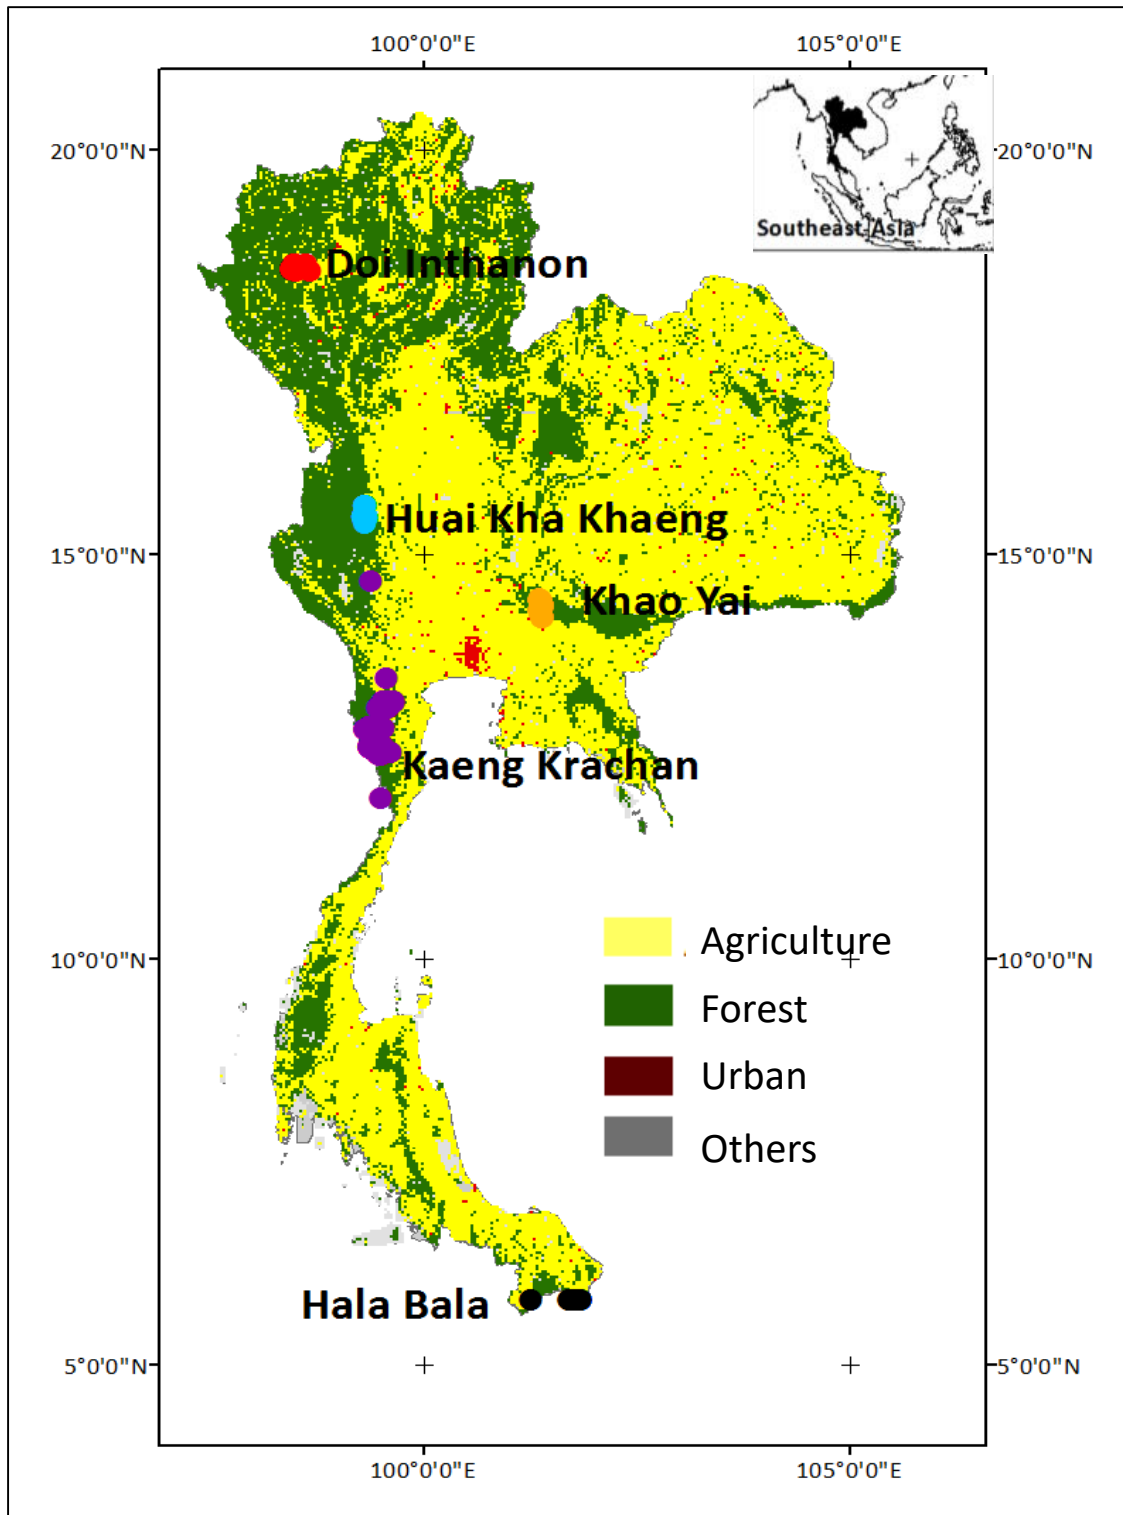 100°0'0"E 105°0'0"E
20°0'0"N 20°0'0"N
Southeast Asia
Doi Inthanon
Huai Kha Khaeng
15°0'0"N 15°0'0"N
Khao Yai
Kaeng Krachan
Agriculture
10°0'0"N 10°0'0"N
Forest
Urban
Others
Hala Bala
5°0'0"N 5°0'0"N
100°0'0"E 105°0'0"E